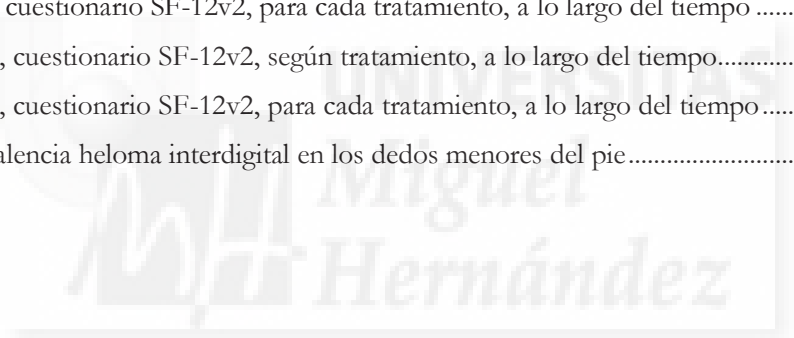 cuestionario SF-12v2, para cada tratamiento, a lo largo del tiempo ......
, cuestionario SF-12v2, según tratamiento, a lo largo del tiempo............
, cuestionario SF-12v2, para cada tratamiento, a lo largo del tiempo.....
alencia heloma interdigital en los dedos menores del pie.........................
UNIVERSITAS
Miguel
Hernández